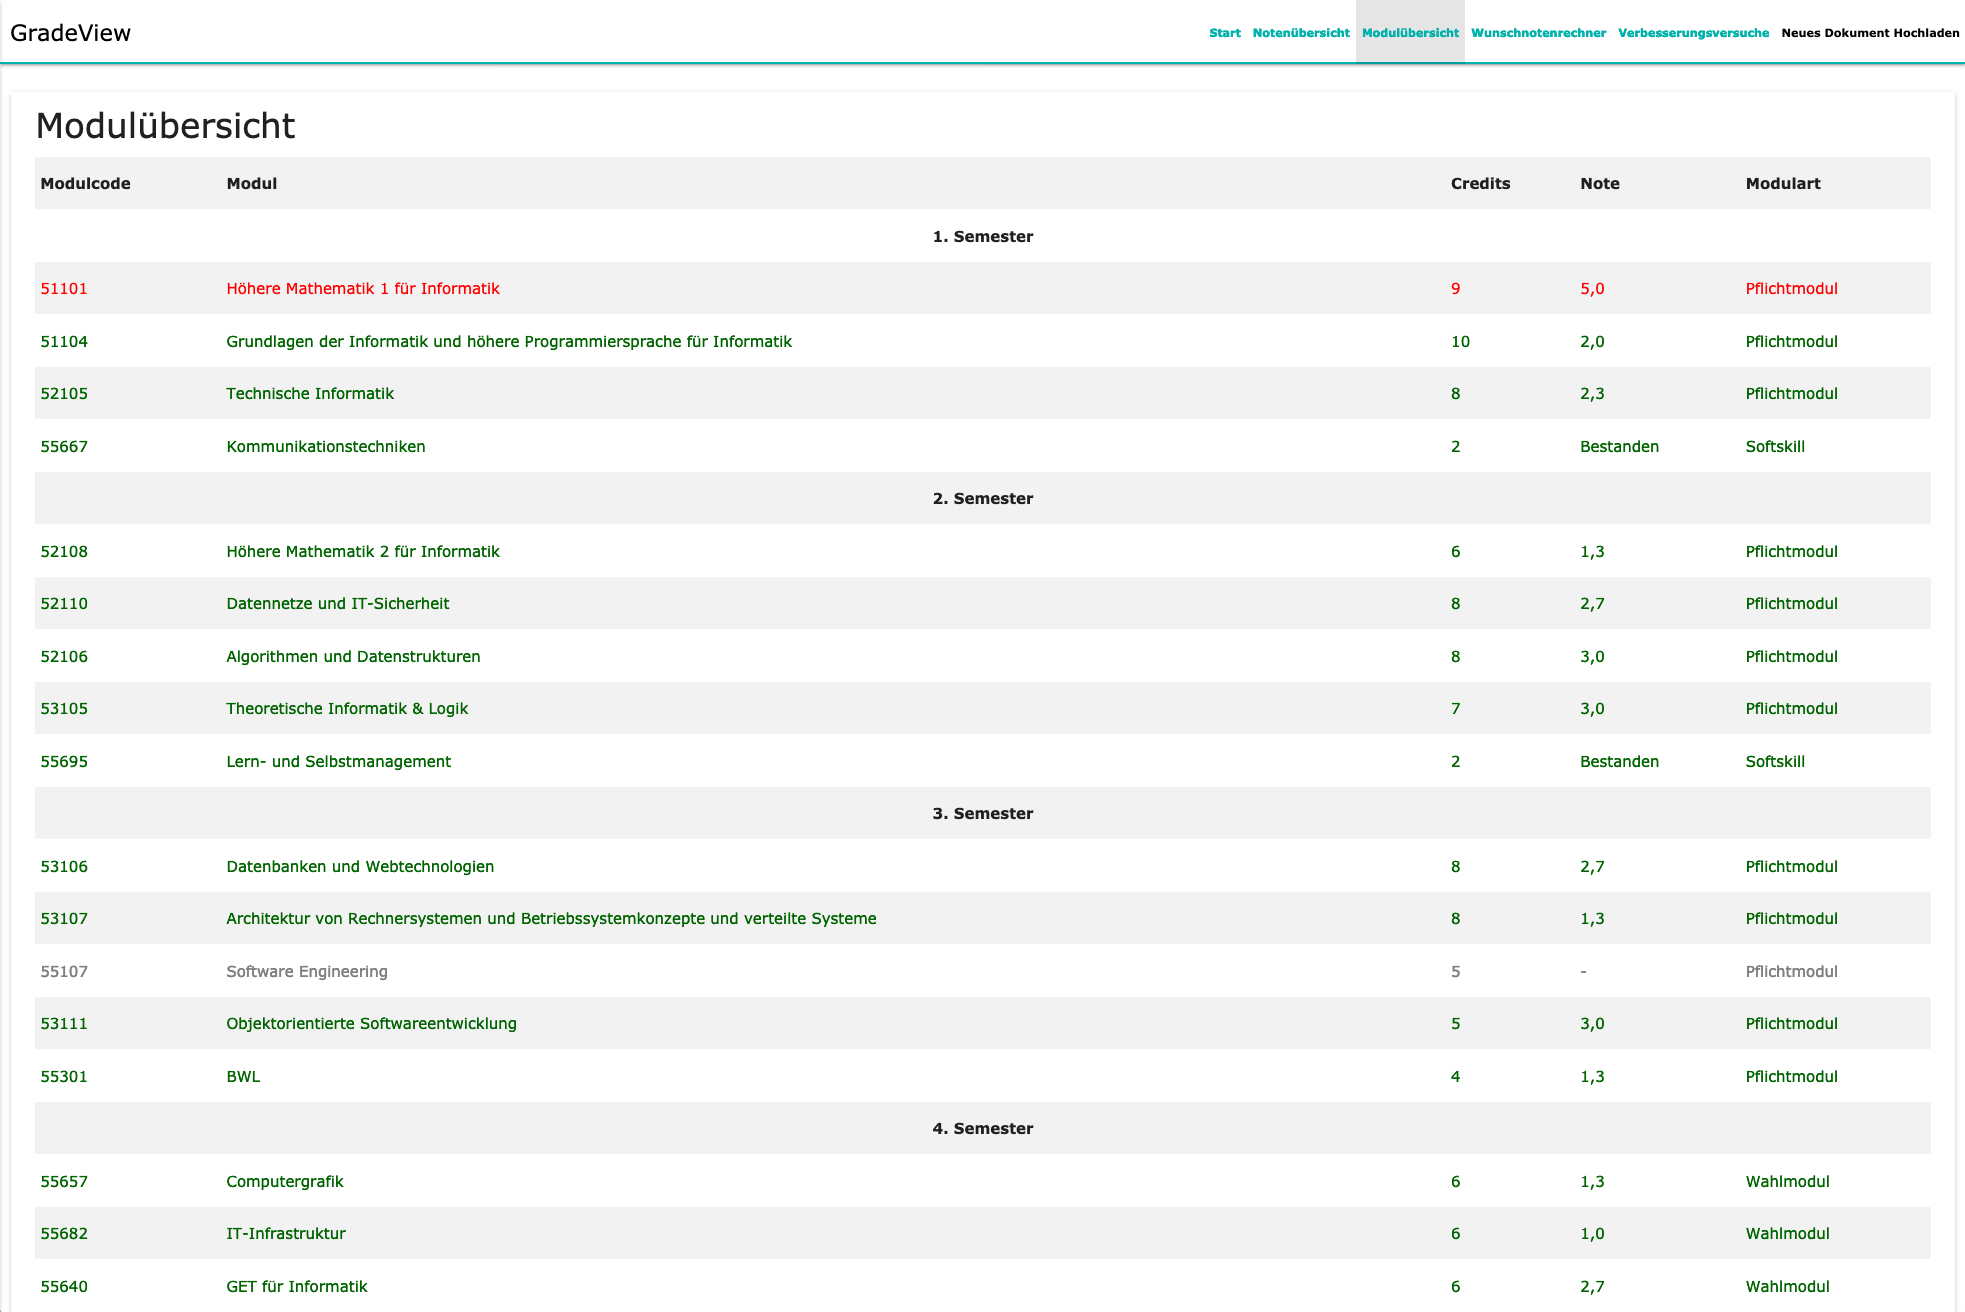 GradeView Start Notenübersicht Modulübersicht Wunschnotenrechner Verbesserungsversuche Neues Dokument Hochladen
Modulübersicht
Modulcode Modul Credits Note Modulart
1. Semester
51101 Höhere Mathematik 1 für Informatik 9 5,0 Pflichtmodul
51104 Grundlagen der Informatik und höhere Programmiersprache für Informatik 10 2,0 Pflichtmodul
52105 Technische Informatik 8 2,3 Pflichtmodul
55667 Kommunikationstechniken 2 Bestanden Softskill
2. Semester
52108 Höhere Mathematik 2 für Informatik 6 1,3 Pflichtmodul
52110 Datennetze und IT-Sicherheit 8 2,7 Pflichtmodul
52106 Algorithmen und Datenstrukturen 8 3,0 Pflichtmodul
53105 Theoretische Informatik & Logik 7 3,0 Pflichtmodul
55695 Lern- und Selbstmanagement 2 Bestanden Softskill
3. Semester
53106 Datenbanken und Webtechnologien 8 2,7 Pflichtmodul
53107 Architektur von Rechnersystemen und Betriebssystemkonzepte und verteilte Systeme 8 1,3 Pflichtmodul
55107 Software Engineering 5 - Pflichtmodul
53111 Objektorientierte Softwareentwicklung 5 3,0 Pflichtmodul
55301 BWL 4 1,3 Pflichtmodul
4. Semester
55657 Computergrafik 6 1,3 Wahlmodul
55682 IT-Infrastruktur 6 1,0 Wahlmodul
55640 GET für Informatik 6 2,7 Wahlmodul